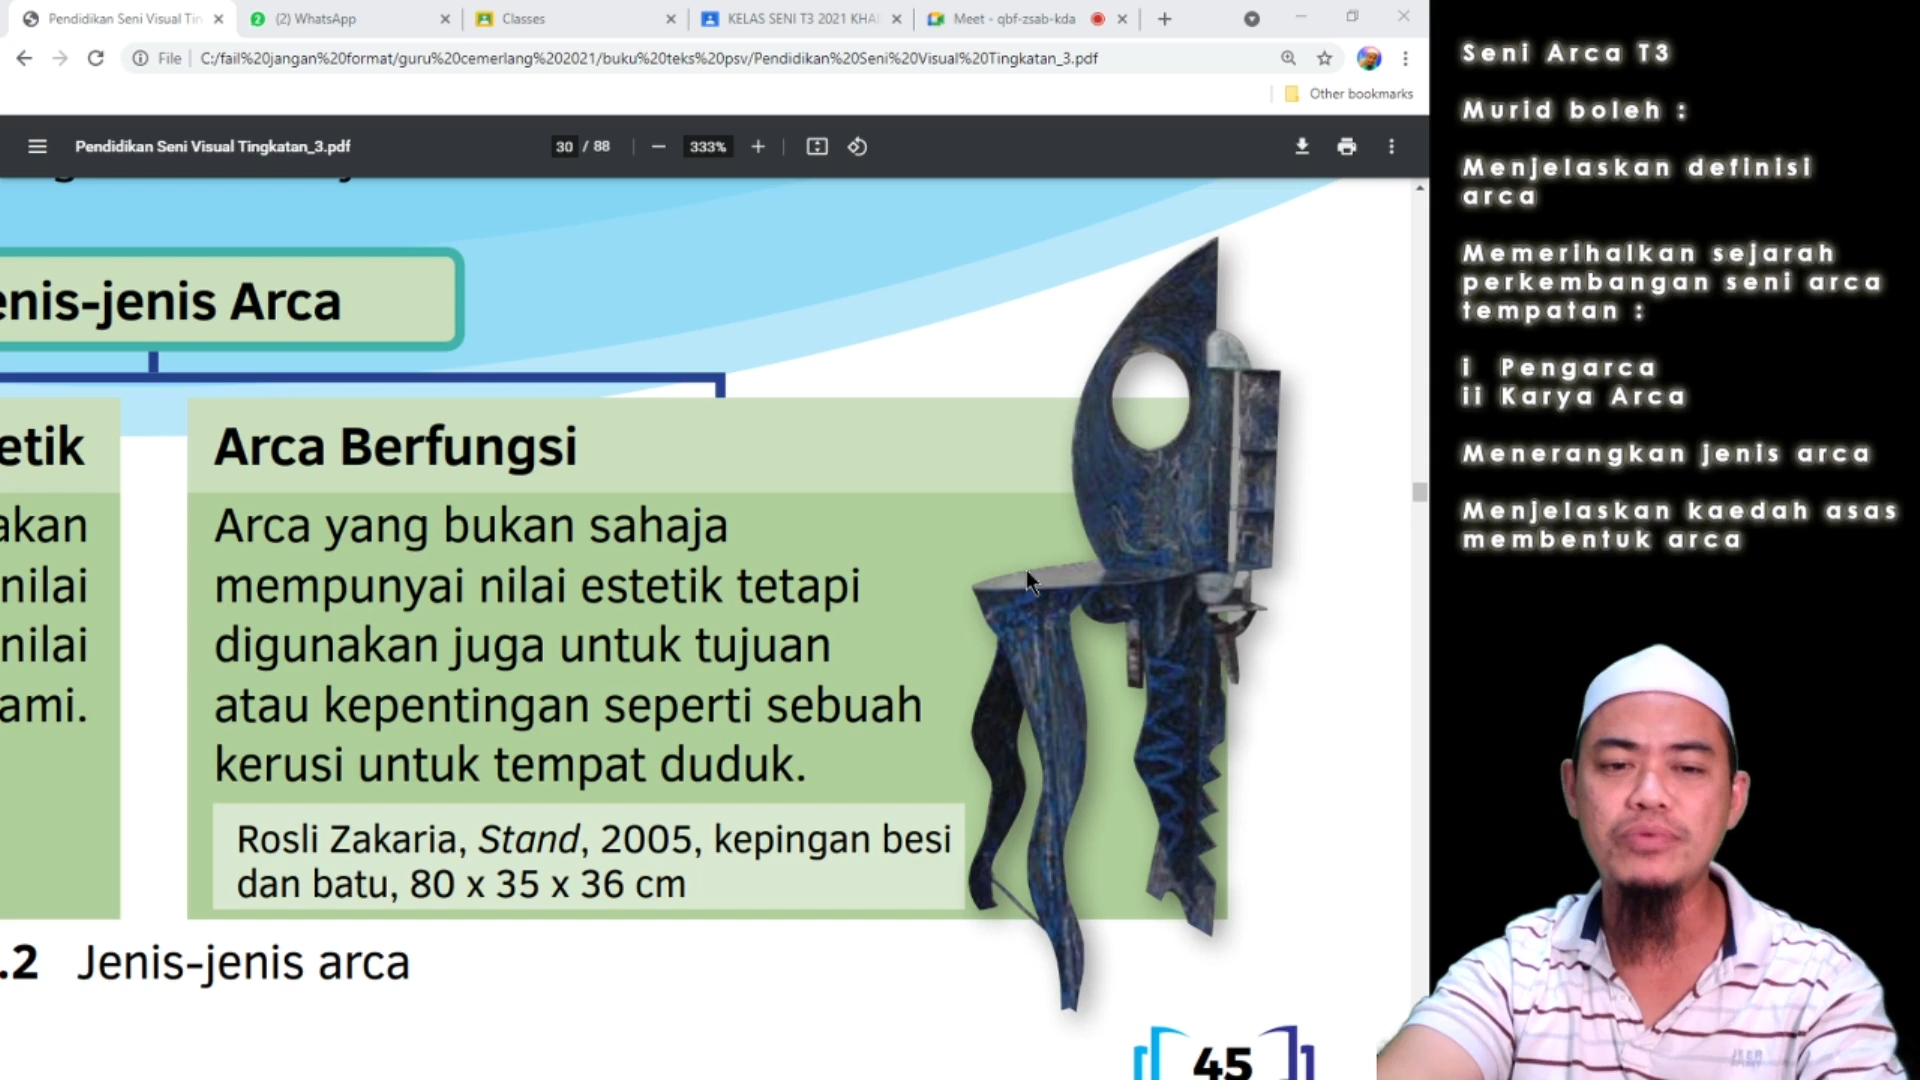 Pendidikan Seni Visual Tin
(2) WhatsApp
Classes
KELAS SENI T3 2021 KHA
Meet - qbf-zsab-kda
File
C:/fail%20jangan%20format/guru%20cemerlang%202021/buku%20teks%20psv/Pendidikan%20Seni%20Visual%20Tingkatan_3.pdf
Other bookmarks
Pendidikan Seni Visual Tingkatan_3.pdf
30 / 88
333%
enis-jenis Arca
etik
akan
nilai
nilai
ami.
Arca Berfungsi
Arca yang bukan sahaja
mempunyai nilai estetik tetapi
digunakan juga untuk tujuan
atau kepentingan seperti sebuah
kerusi untuk tempat duduk.
Rosli Zakaria, Stand, 2005, kepingan besi
dan batu, 80 x 35 x 36 cm
.2 Jenis-jenis arca
45
Seni Arca T3
Murid boleh :
Menjelaskan definisi
arca
Memerihalkan sejarah
perkembangan seni arca
tempatan :
i Pengarca
ii Karya Arca
Menerangkan jenis arca
Menjelaskan kaedah asas
membentuk arca